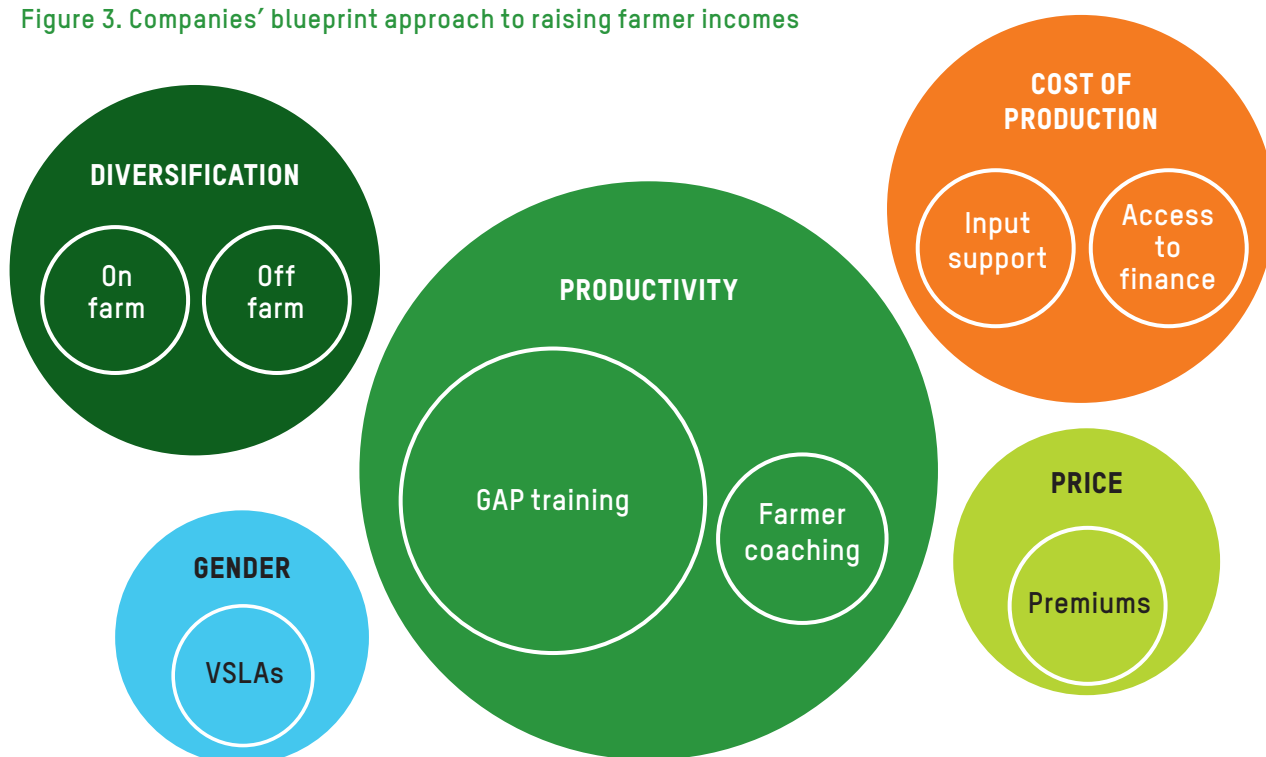 Figure 3. Companies’ blueprint approach to raising farmer incomes
DIVERSIFICATION
On
farm
Off
farm
PRODUCTIVITY
GAP training
Farmer
coaching
COST OF
PRODUCTION
Input
support
Access
to
finance
GENDER
VSLAs
PRICE
Premiums